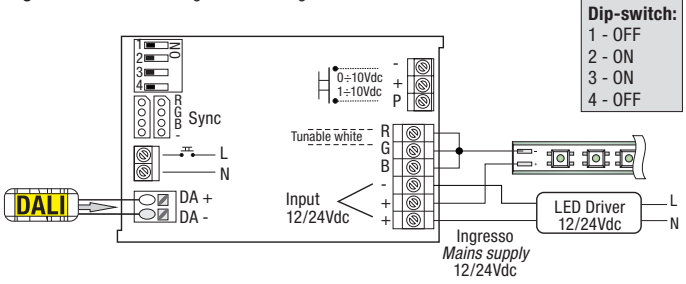 Dip-switch:
1 - OFF
2 - ON
3 - ON
4 - OFF
1
2
3
4
ON
R
G
B
-
Sync
L
N
DALI
DA +
DA -
0÷10Vdc
1÷10Vdc
-
+
P
Tunable white
R
G
B
-
+
+
Input
12/24Vdc
-
+
LED Driver
12/24Vdc
L
N
Ingresso
Mains supply
12/24Vdc